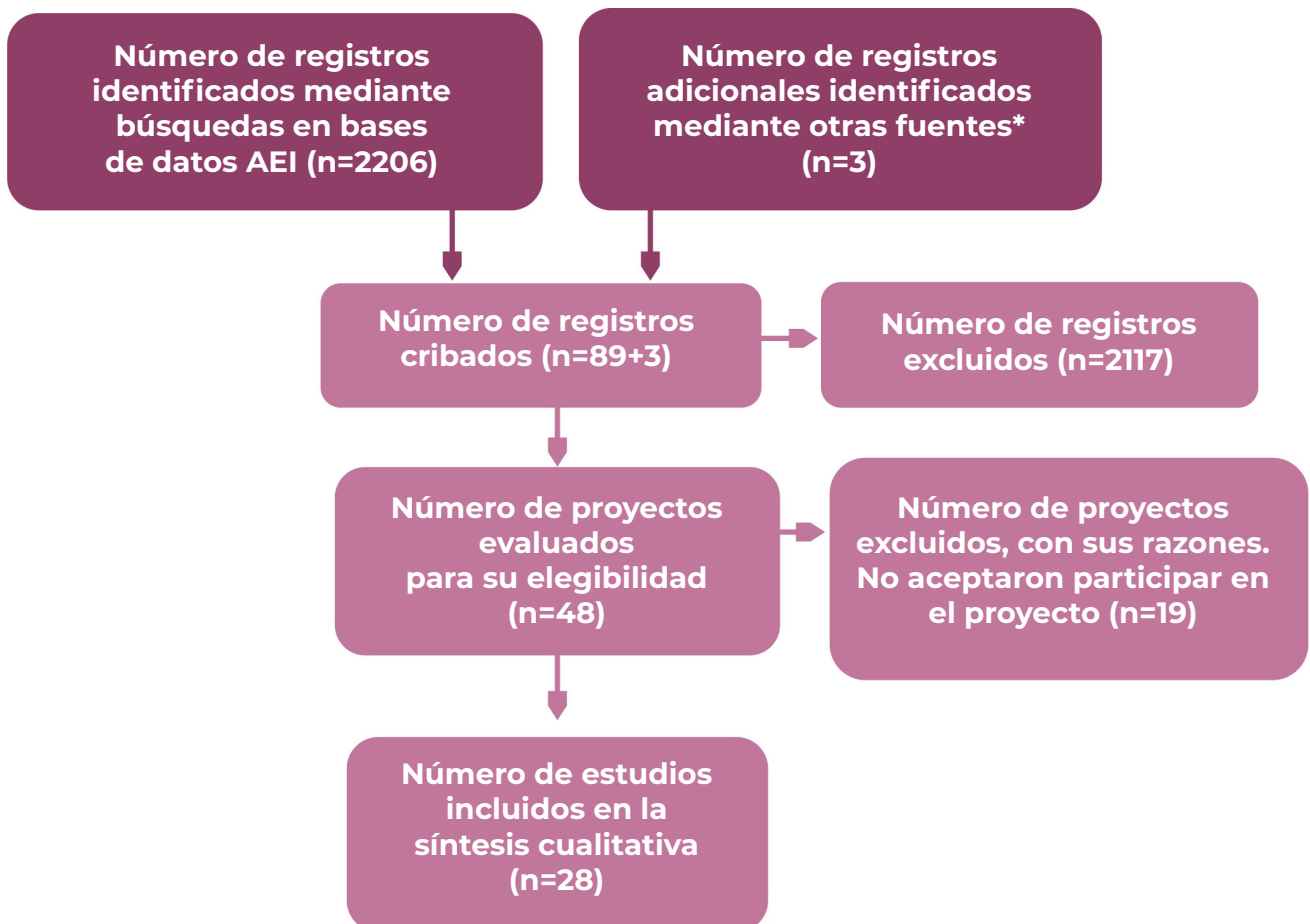 Número de registros
identificados mediante
búsquedas en bases
de datos AEI (n=2206)
Número de registros
adicionales identificados
mediante otras fuentes*
(n=3)
Número de registros
cribados (n=89+3)
Número de registros
excluidos (n=2117)
Número de proyectos
evaluados
para su elegibilidad
(n=48)
Número de proyectos
excluidos, con sus razones.
No aceptaron participar en
el proyecto (n=19)
Número de estudios
incluidos en la
síntesis cualitativa
(n=28)